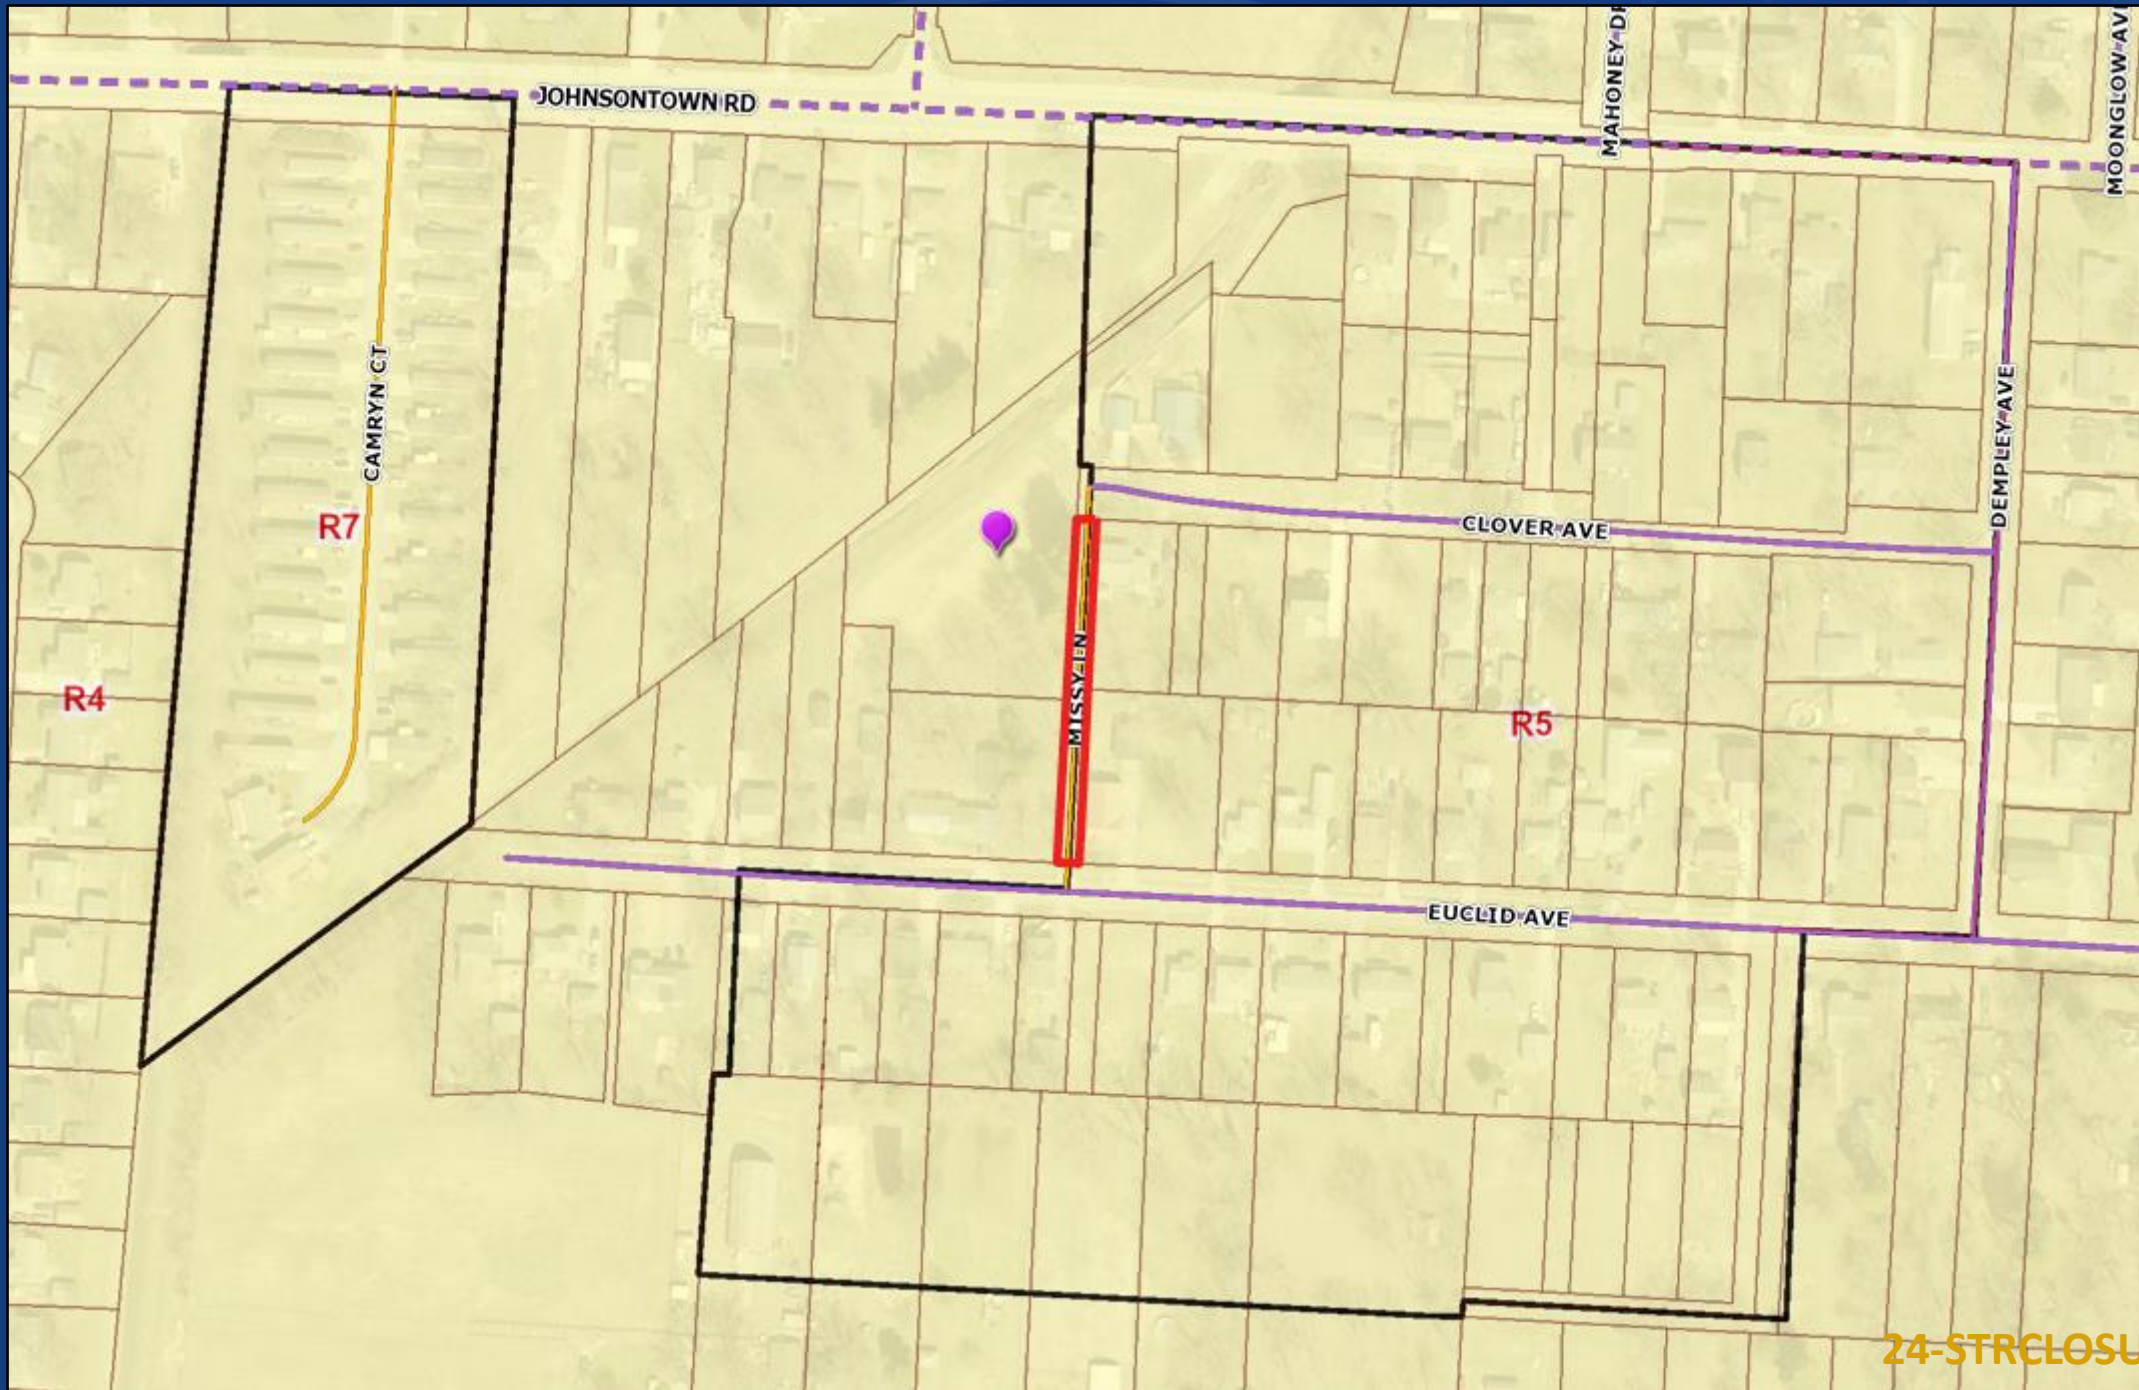 JOHNSONTOWN RD
MAHONEY DR
MOONGLOW AVE
CAMRYN CT
DEMPLEY AVE
R7
CLOVER AVE
MISSY LN
R4
R5
EUCLID AVE
24-STRCLOSU